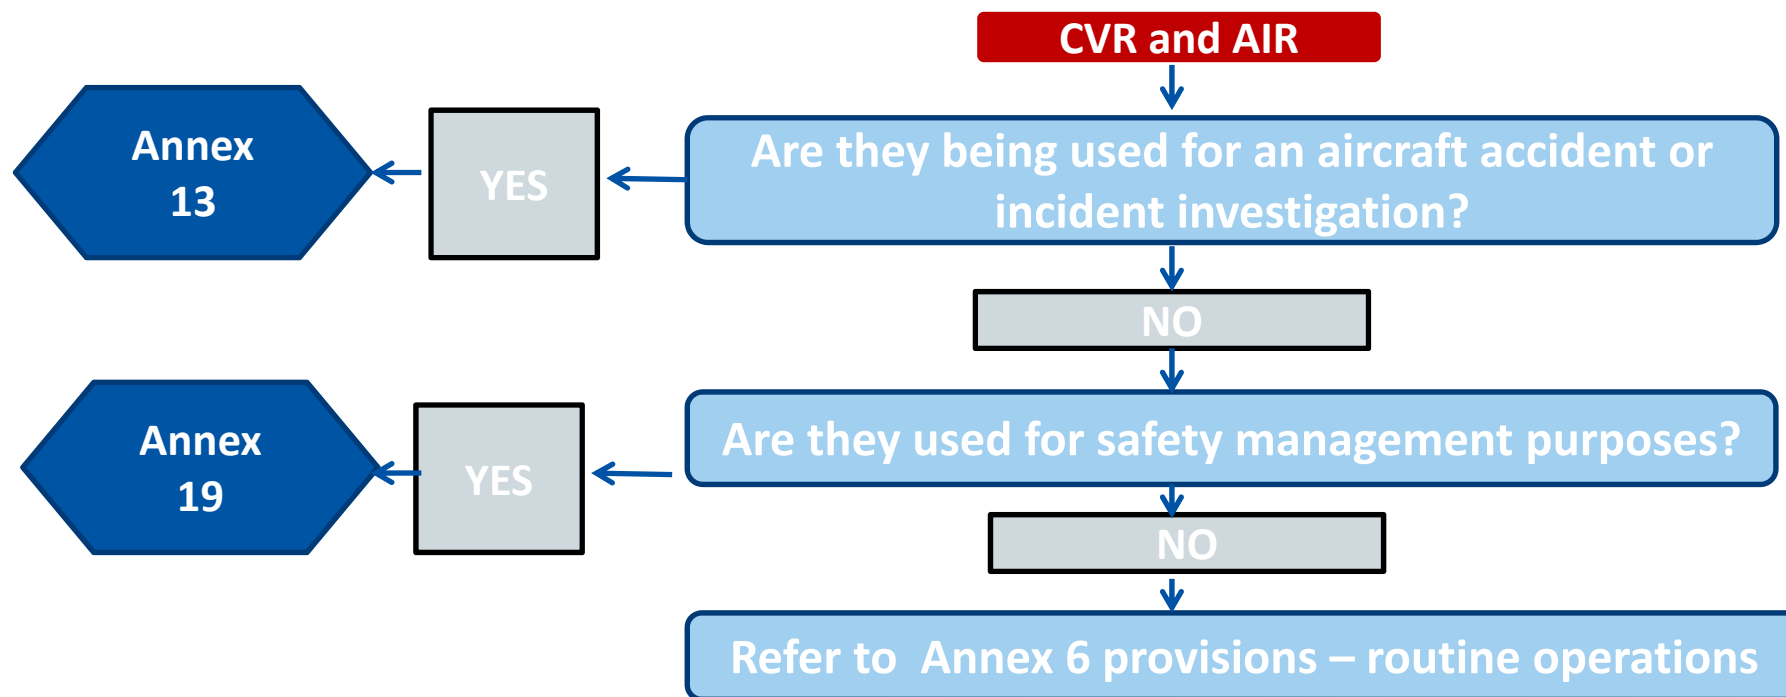 CVR and AIR
Are they being used for an aircraft accident or
incident investigation?
YES
Annex
13
NO
Are they used for safety management purposes?
YES
Annex
19
NO
Refer to  Annex 6 provisions – routine operations